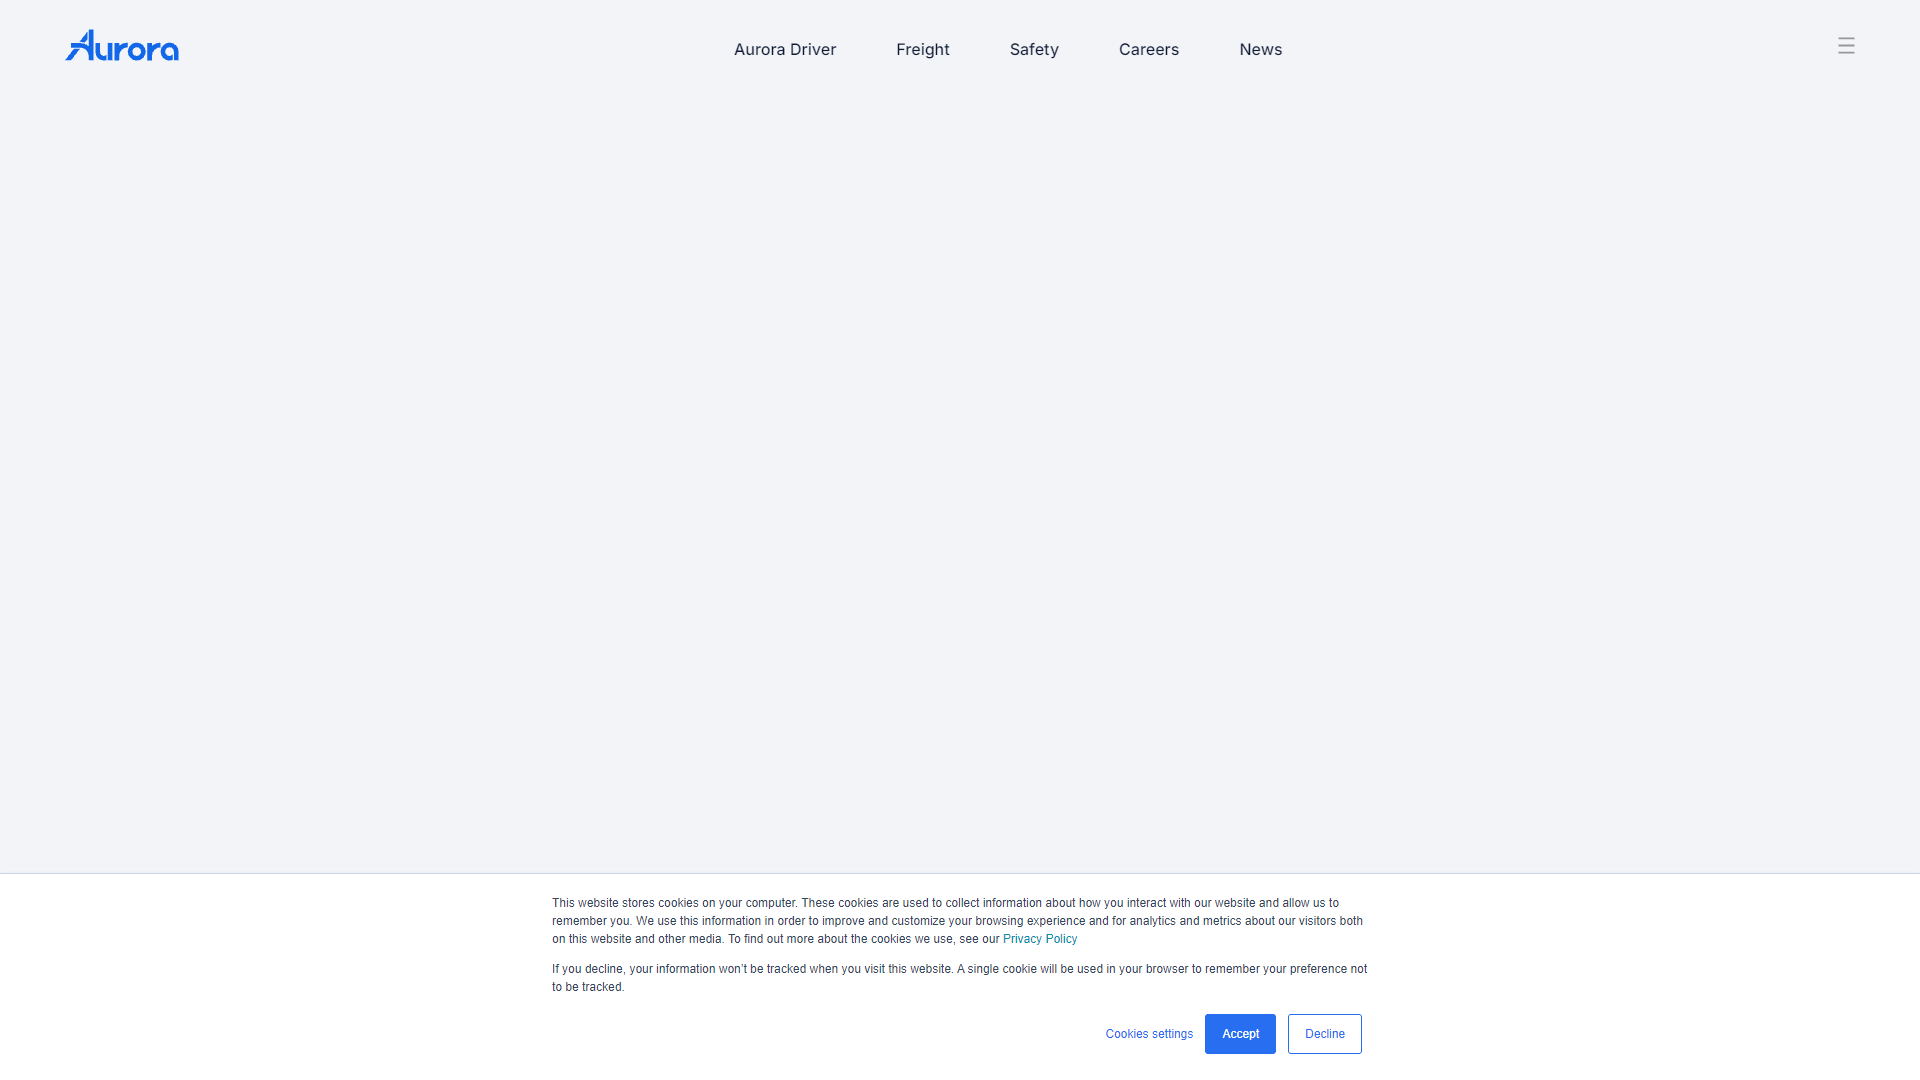 Aurora
Aurora Driver
Freight
Safety
Careers
News
This website stores cookies on your computer. These cookies are used to collect information about how you interact with our website and allow us to
remember you. We use this information in order to improve and customize your browsing experience and for analytics and metrics about our visitors both
on this website and other media. To find out more about the cookies we use, see our Privacy Policy
If you decline, your information won't be tracked when you visit this website. A single cookie will be used in your browser to remember your preference not
to be tracked.
Cookies settings
Accept
Decline